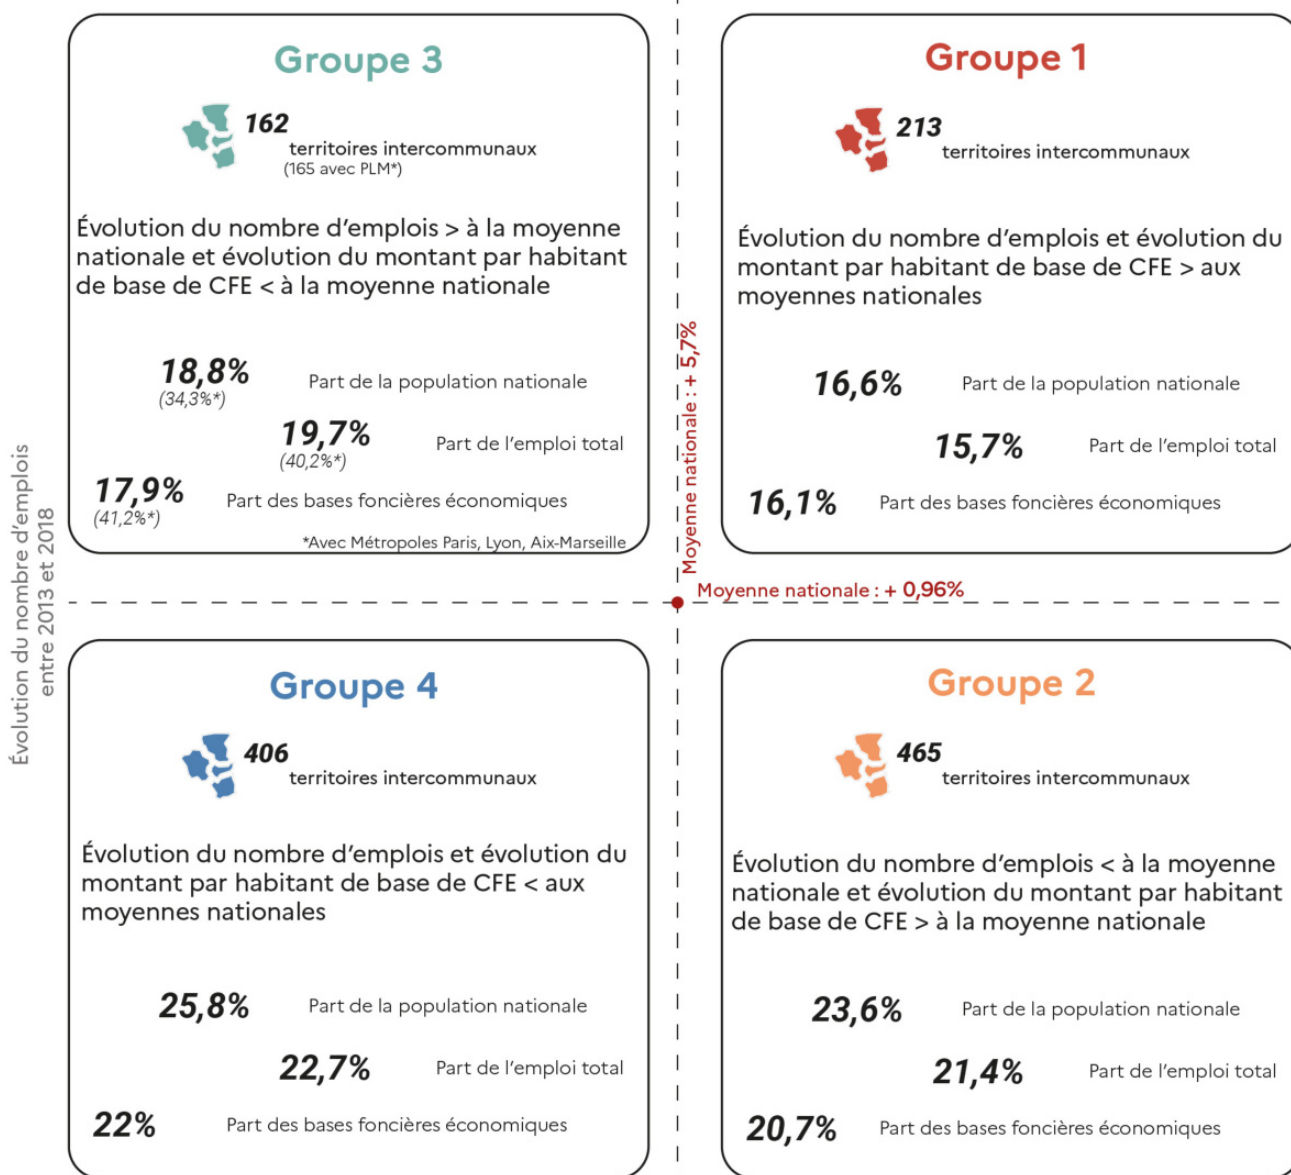 Groupe 3
162
territoires intercommunaux
(165 avec PLM*)
Évolution du nombre d'emplois > à la moyenne
nationale et évolution du montant par habitant
de base de CFE < à la moyenne nationale
18,8%
(34,3%*)
Part de la population nationale
19,7%
(40,2%*)
Part de l'emploi total
17,9%
(41,2%*)
Part des bases foncières économiques
*Avec Métropoles Paris, Lyon, Aix-Marseille
Groupe 1
213
territoires intercommunaux
Évolution du nombre d'emplois et évolution du
montant par habitant de base de CFE > aux
moyennes nationales
16,6%
Part de la population nationale
15,7%
Part de l'emploi total
16,1%
Part des bases foncières économiques
Moyenne nationale : + 5,7%
Moyenne nationale : + 0,96%
Évolution du nombre d'emplois
entre 2013 et 2018
Groupe 4
406
territoires intercommunaux
Évolution du nombre d'emplois et évolution du
montant par habitant de base de CFE < aux
moyennes nationales
25,8%
Part de la population nationale
22,7%
Part de l'emploi total
22%
Part des bases foncières économiques
Groupe 2
465
territoires intercommunaux
Évolution du nombre d'emplois < à la moyenne
nationale et évolution du montant par habitant
de base de CFE > à la moyenne nationale
23,6%
Part de la population nationale
21,4%
Part de l'emploi total
20,7%
Part des bases foncières économiques